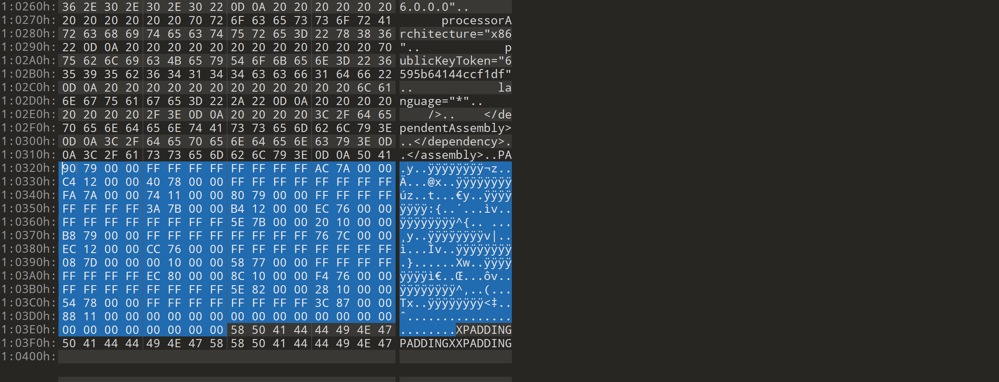 1:0260h: 36 2E 30 2E 30 2E 30 22 0D 0A 20 20 20 20 20 20 6.0.0.0"..
1:0270h: 20 20 20 20 20 20 70 72 6F 63 65 73 73 6F 72 41 processorA
1:0280h: 72 63 68 69 74 65 63 74 75 72 65 3D 22 78 38 36 rchitecture="x86
1:0290h: 22 0D 0A 20 20 20 20 20 20 20 20 20 20 20 20 70 ".. p
1:02A0h: 75 62 6C 69 63 4B 65 79 54 6F 6B 65 6E 3D 22 36 ublicKeyToken="6
1:02B0h: 35 39 35 62 36 34 31 34 34 63 63 66 31 64 66 22 595b64144ccf1df"
1:02C0h: 0D 0A 20 20 20 20 20 20 20 20 20 20 20 20 6C 61 .. la
1:02D0h: 6E 67 75 61 67 65 3D 22 2A 22 0D 0A 20 20 20 20 nguage="*"..
1:02E0h: 20 20 20 20 2F 3E 0D 0A 20 20 20 20 3C 2F 64 65 />.. </de
1:02F0h: 70 65 6E 64 65 6E 74 41 73 73 65 6D 62 6C 79 3E pendentAssembly>
1:0300h: 0D 0A 3C 2F 64 65 70 65 6E 64 65 6E 63 79 3E 0D ..</dependency>.
1:0310h: 0A 3C 2F 61 73 73 65 6D 62 6C 79 3E 0D 0A 50 41 .</assembly>..PA
1:0320h: 90 79 00 00 FF FF FF FF FF FF FF FF AC 7A 00 00 .y..ÿÿÿÿÿÿÿÿ¬z..
1:0330h: C4 12 00 00 40 78 00 00 FF FF FF FF FF FF FF FF Ä...@x..ÿÿÿÿÿÿÿÿ
1:0340h: FA 7A 00 00 74 11 00 00 80 79 00 00 FF FF FF FF úz..t...€y..ÿÿÿÿ
1:0350h: FF FF FF FF 3A 7B 00 00 B4 12 00 00 EC 76 00 00 ÿÿÿÿ:{..´...ìv..
1:0360h: FF FF FF FF FF FF FF FF 5E 7B 00 00 20 10 00 00 ÿÿÿÿÿÿÿÿ^{.. ...
1:0370h: B8 79 00 00 FF FF FF FF FF FF FF FF 76 7C 00 00 ¸y..ÿÿÿÿÿÿÿÿv|..
1:0380h: EC 12 00 00 CC 76 00 00 FF FF FF FF FF FF FF FF ì...Ìv..ÿÿÿÿÿÿÿÿ
1:0390h: 08 7D 00 00 00 10 00 00 58 77 00 00 FF FF FF FF .}......Xw..ÿÿÿÿ
1:03A0h: FF FF FF FF EC 80 00 00 8C 10 00 00 F4 76 00 00 ÿÿÿÿì€..Œ...ôv..
1:03B0h: FF FF FF FF FF FF FF FF 5E 82 00 00 28 10 00 00 ÿÿÿÿÿÿÿÿ^‚..(...
1:03C0h: 54 78 00 00 FF FF FF FF FF FF FF FF 3C 87 00 00 Tx..ÿÿÿÿÿÿÿÿ<‡..
1:03D0h: 88 11 00 00 00 00 00 00 00 00 00 00 00 00 00 00 ˆ...............
1:03E0h: 00 00 00 00 00 00 00 00 58 50 41 44 44 49 4E 47 ........XPADDING
1:03F0h: 50 41 44 44 49 4E 47 58 58 50 41 44 44 49 4E 47 PADDINGXXPADDING
1:0400h: